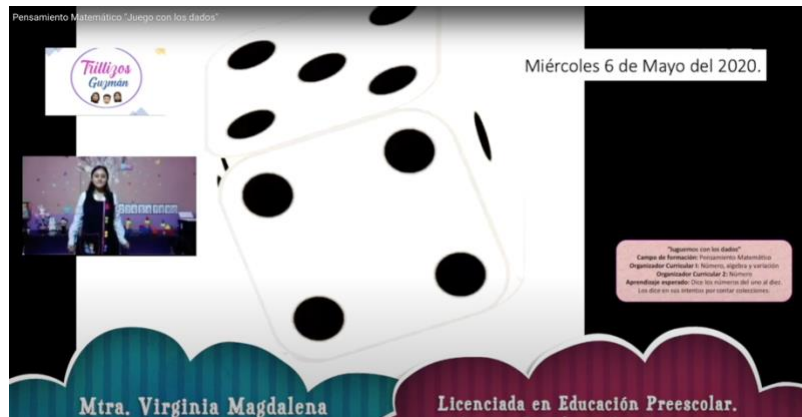 Pensamiento Matemático "Juego con los dados"
Trillizos
Guzmán
Miércoles 6 de Mayo del 2020.
"Juguemos con los dados"
Campo de formación: Pensamiento Matemático
Organizador Curricular I: Número, álgebra y variación
Organizador Curricular 2: Número
Aprendizaje esperado: Dice los números del uno al diez.
Los dice en sus intentos por contar colecciones.
Mtra. Virginia Magdalena
Licenciada en Educación Preescolar.